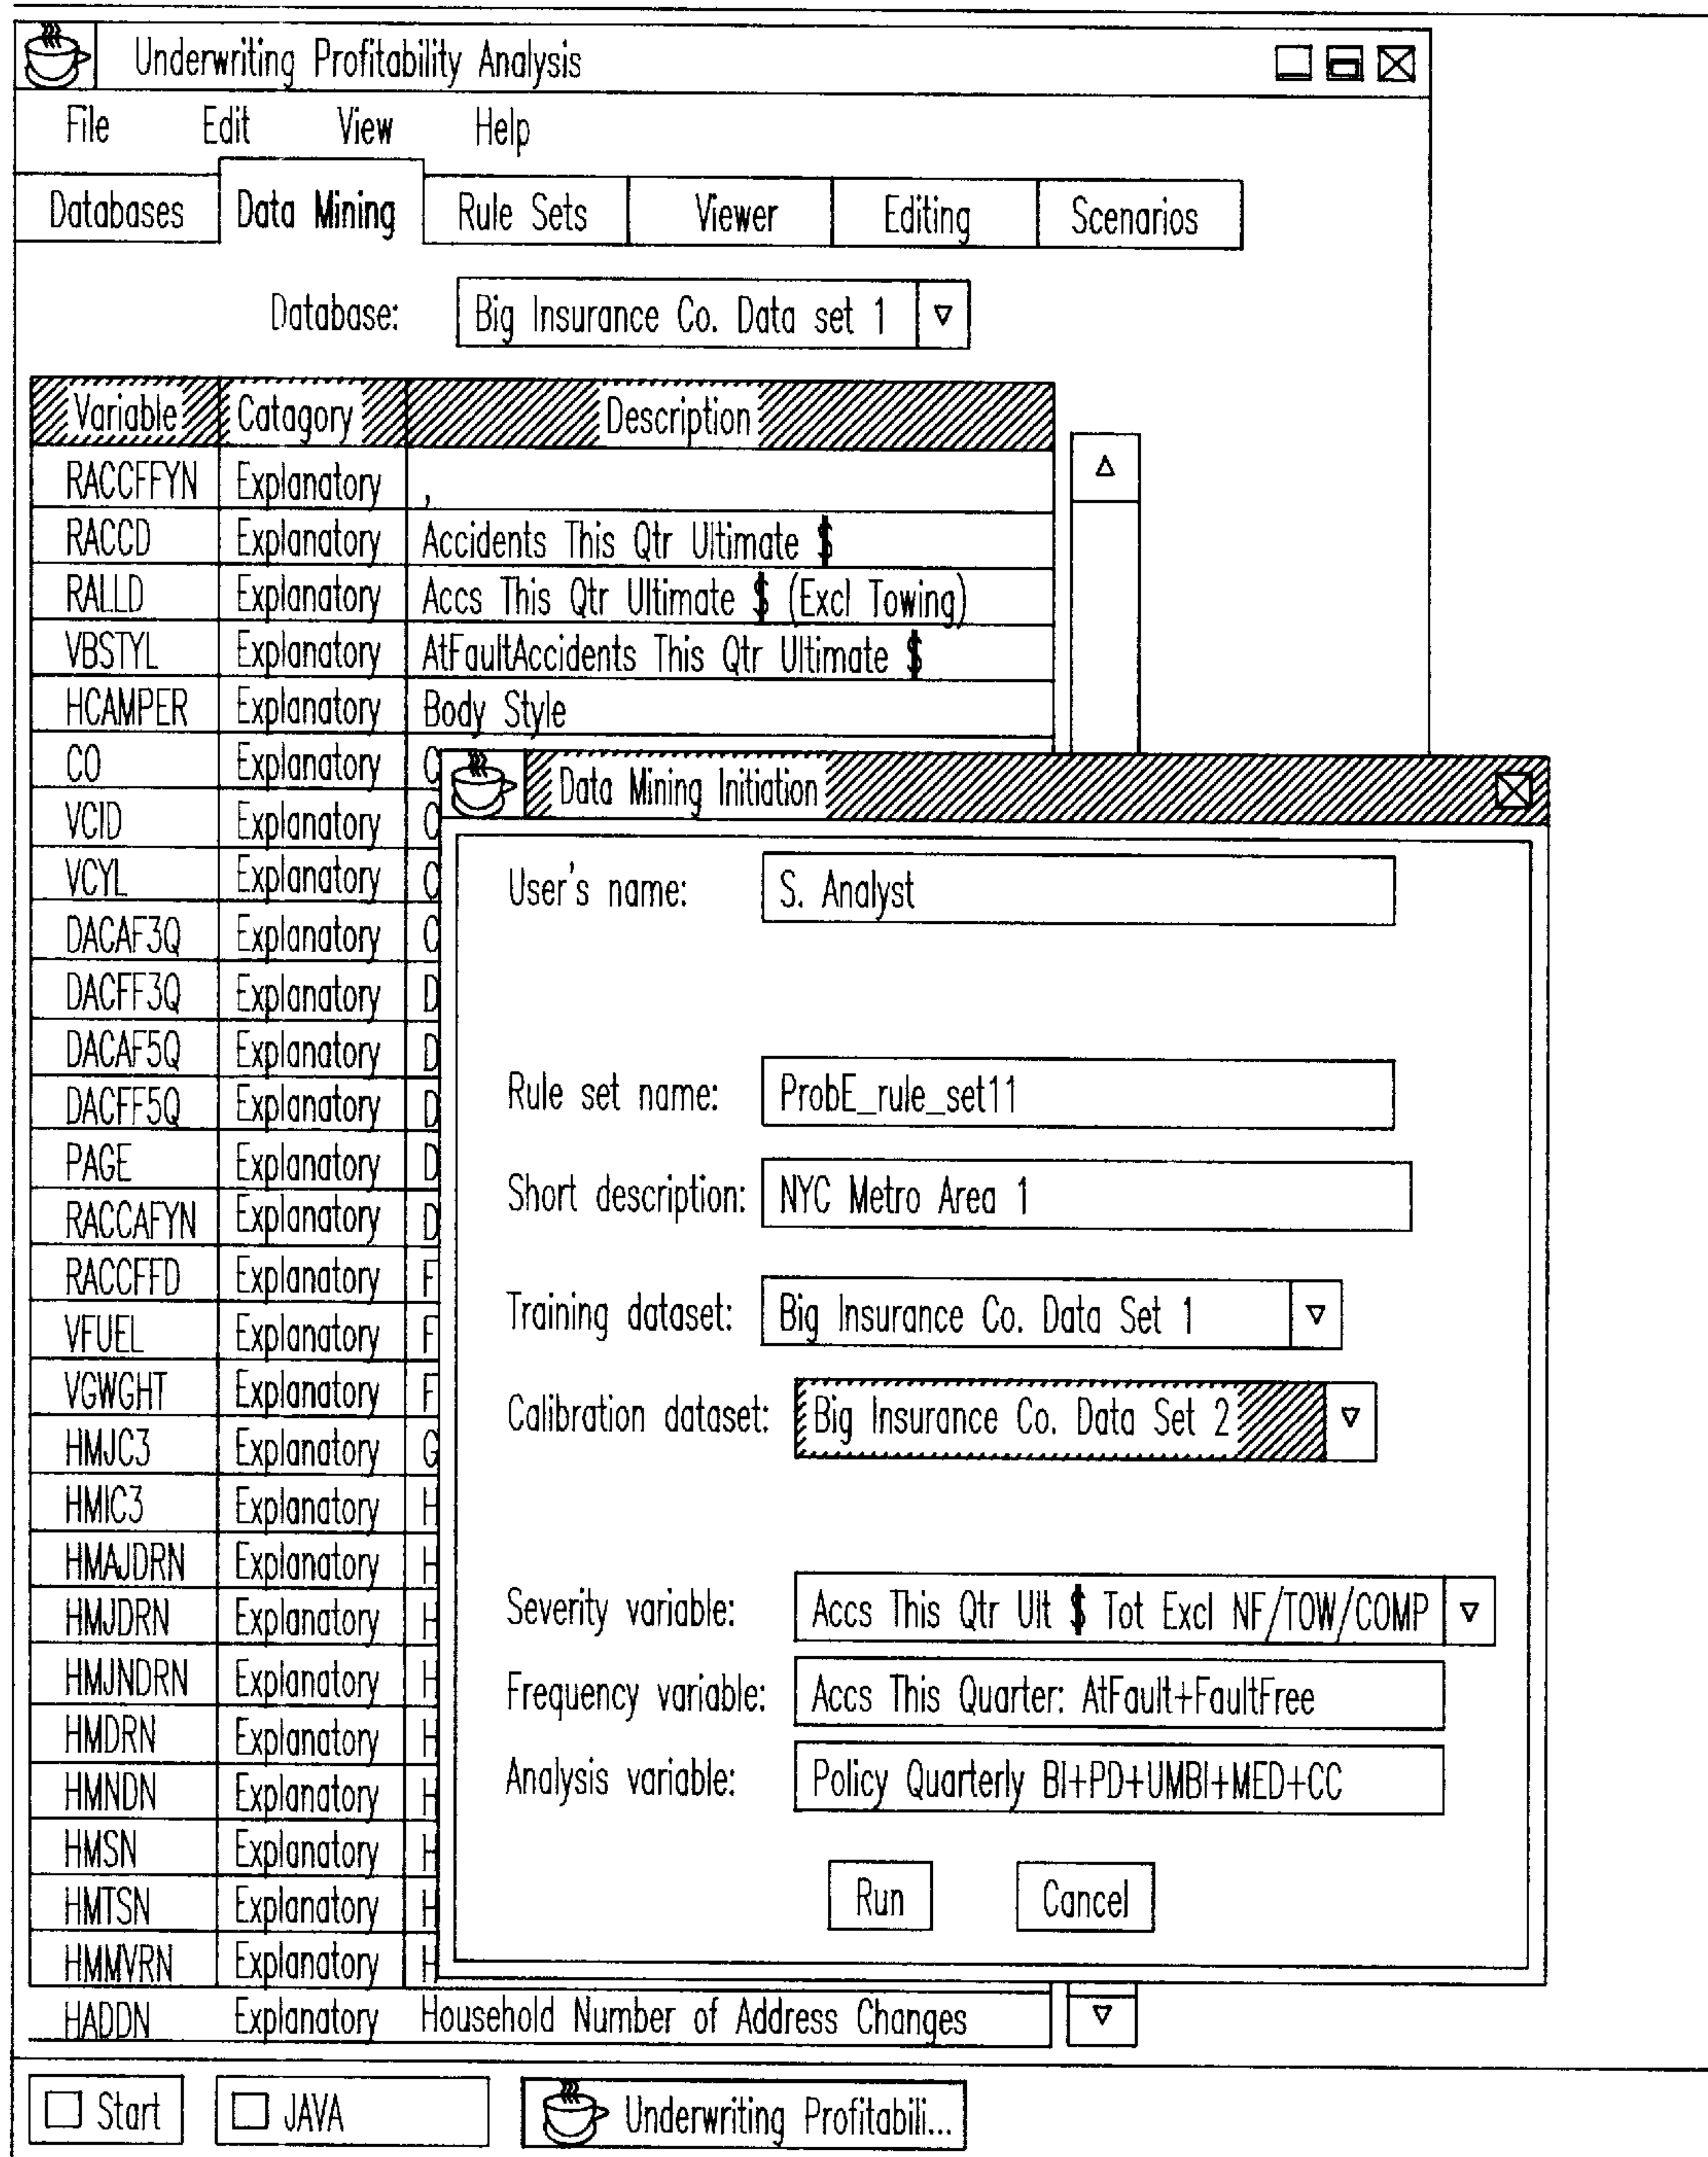 Underwriting Profitability Analysis
File Edit View Help
Databases Data Mining Rule Sets Viewer Editing Scenarios
Database: Big Insurance Co. Data set 1
Variable Catagory Description
RACCFFYN Explanatory ,
RACCD Explanatory Accidents This Qtr Ultimate $
RALLD Explanatory Accs This Qtr Ultimate $ (Excl Towing)
VBSTYL Explanatory AtFaultAccidents This Qtr Ultimate $
HCAMPER Explanatory Body Style
CO Explanatory C
VCID Explanatory C
VCYL Explanatory C
DACAF3Q Explanatory C
DACFF3Q Explanatory D
DACAF5Q Explanatory D
DACFF5Q Explanatory D
PAGE Explanatory D
RACCAFYN Explanatory D
RACCFFD Explanatory F
VFUEL Explanatory F
VGWGHT Explanatory F
HMJC3 Explanatory G
HMIC3 Explanatory H
HMAJDRN Explanatory H
HMJDRN Explanatory H
HMJNDRN Explanatory H
HMDRN Explanatory H
HMNDN Explanatory H
HMSN Explanatory H
HMTSN Explanatory H
HMMVRN Explanatory H
HADDN Explanatory Household Number of Address Changes
Data Mining Initiation
User's name: S. Analyst
Rule set name: ProbE_rule_set11
Short description: NYC Metro Area 1
Training dataset: Big Insurance Co. Data Set 1
Calibration dataset: Big Insurance Co. Data Set 2
Severity variable: Accs This Qtr Ult $ Tot Excl NF/TOW/COMP
Frequency variable: Accs This Quarter: AtFault+FaultFree
Analysis variable: Policy Quarterly BI+PD+UMBI+MED+CC
Run Cancel
Start JAVA Underwriting Profitabili...